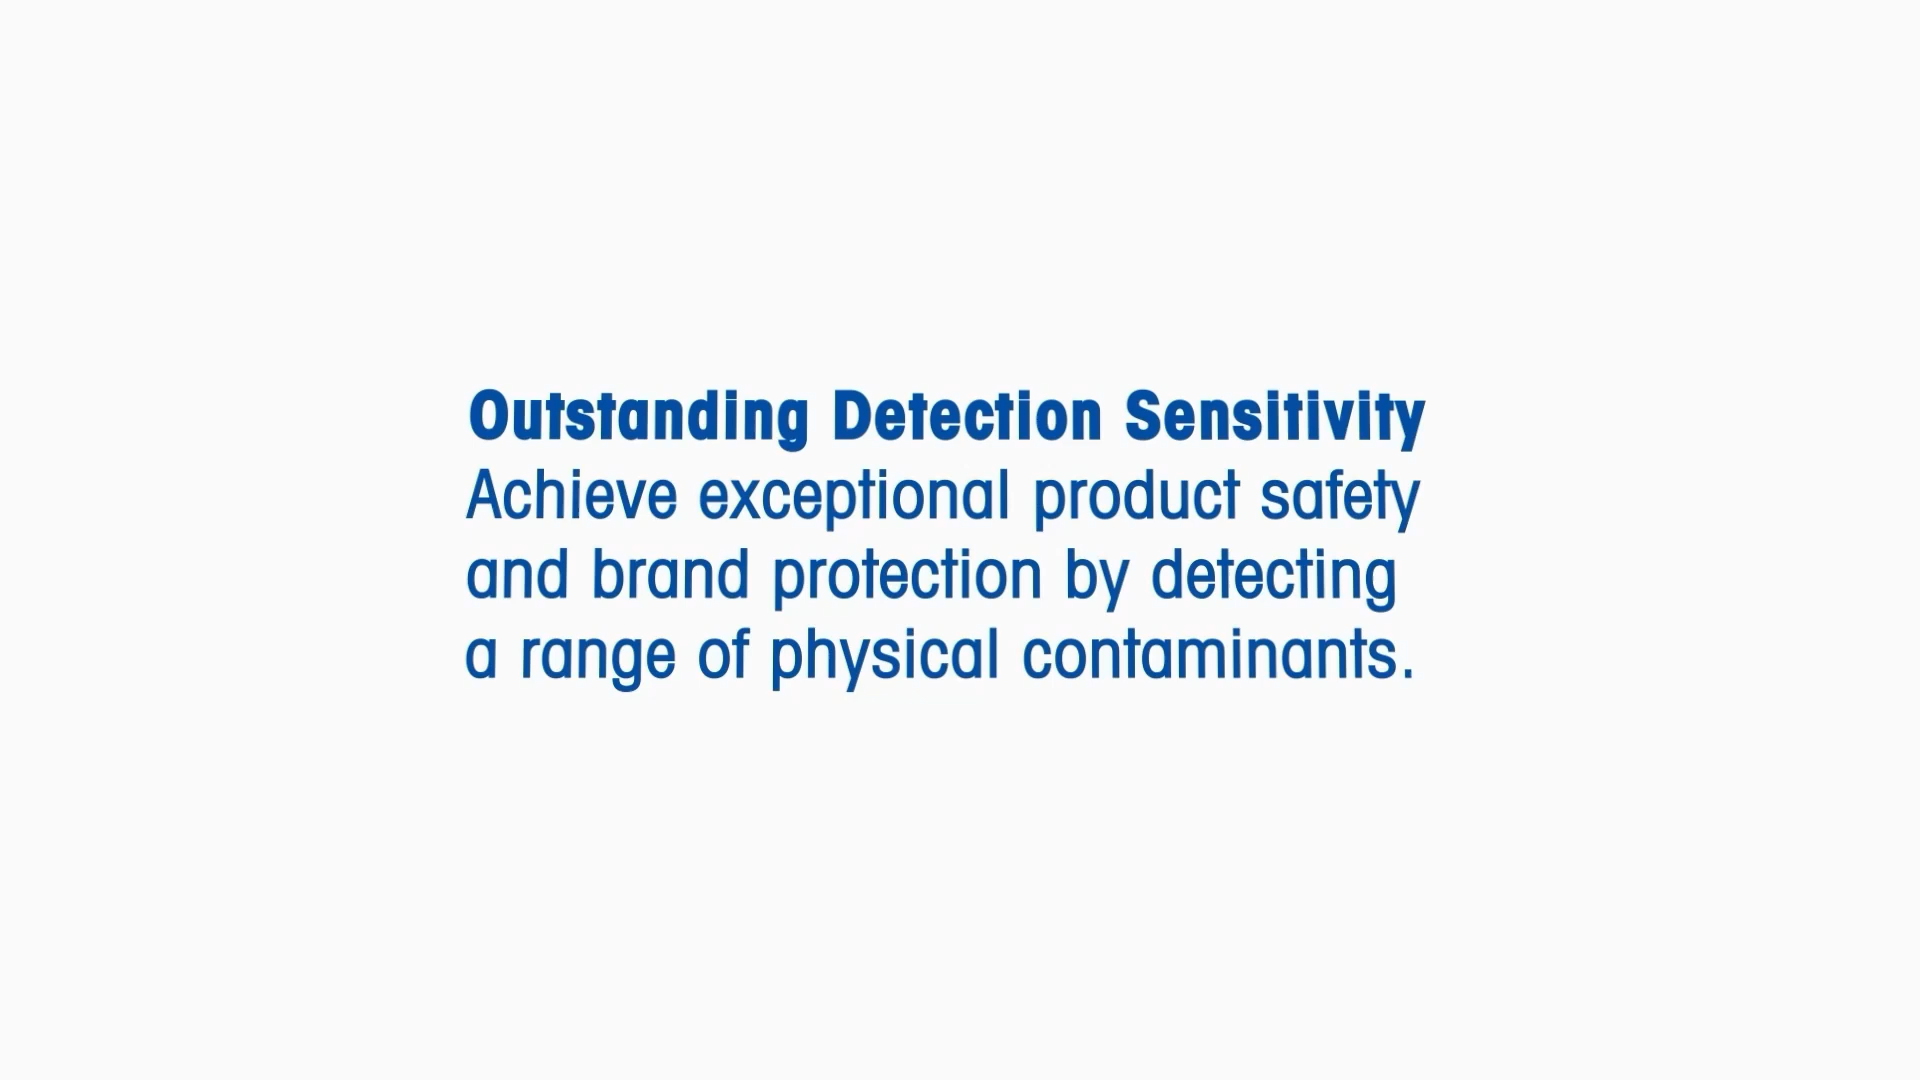 Outstanding Detection Sensitivity
Achieve exceptional product safety
and brand protection by detecting
a range of physical contaminants.